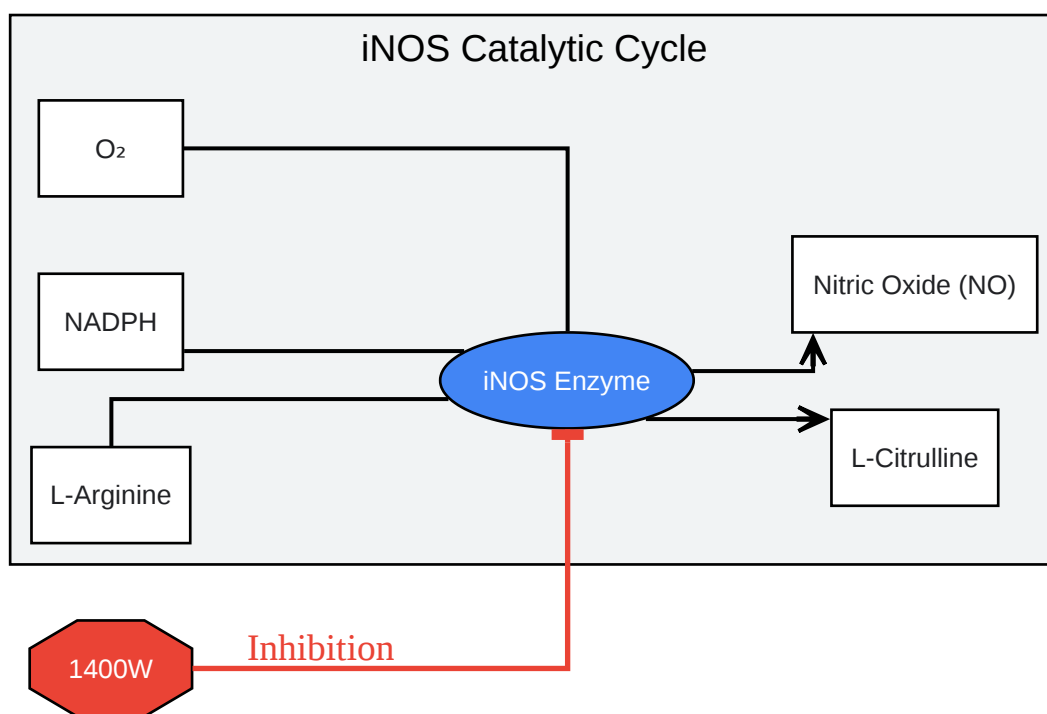 iNOS Catalytic Cycle
O₂
Nitric Oxide (NO)
NADPH
iNOS Enzyme
L-Citrulline
L-Arginine
Inhibition
1400W